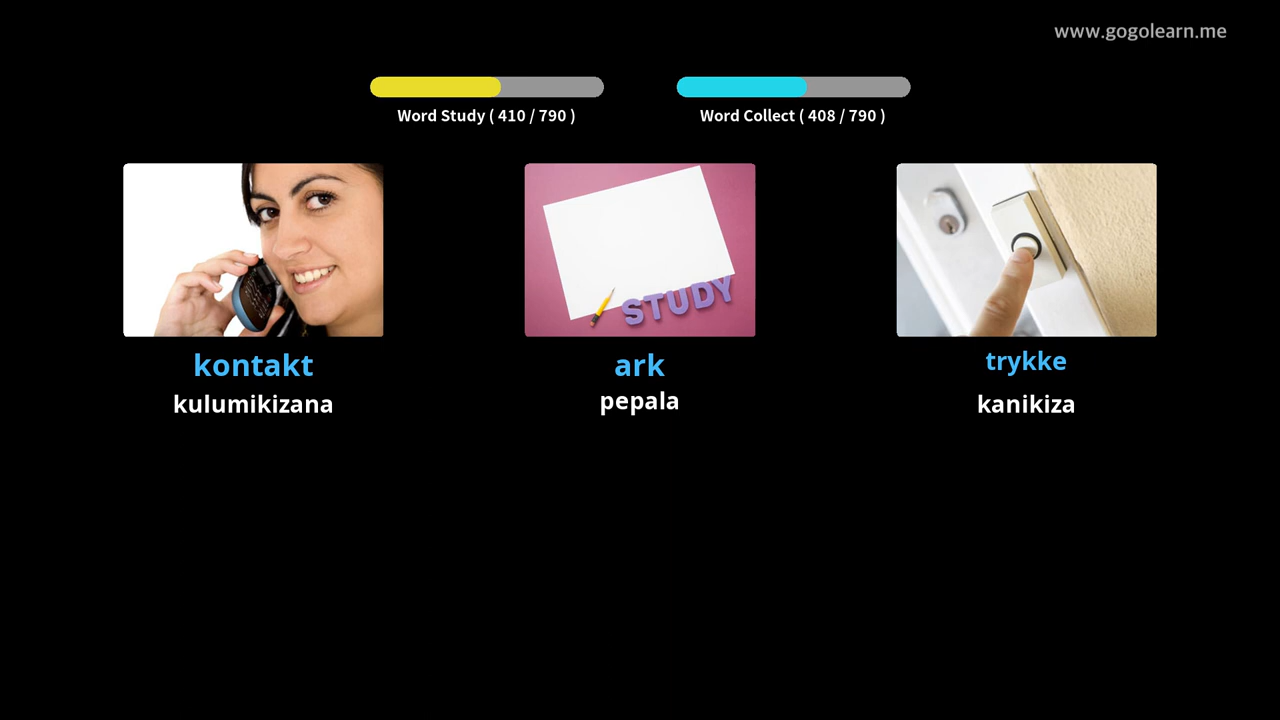 www.gogolearn.me
Word Study ( 410 / 790 )
Word Collect ( 408 / 790 )
STUDY
kontakt
ark
trykke
kulumikizana
pepala
kanikiza